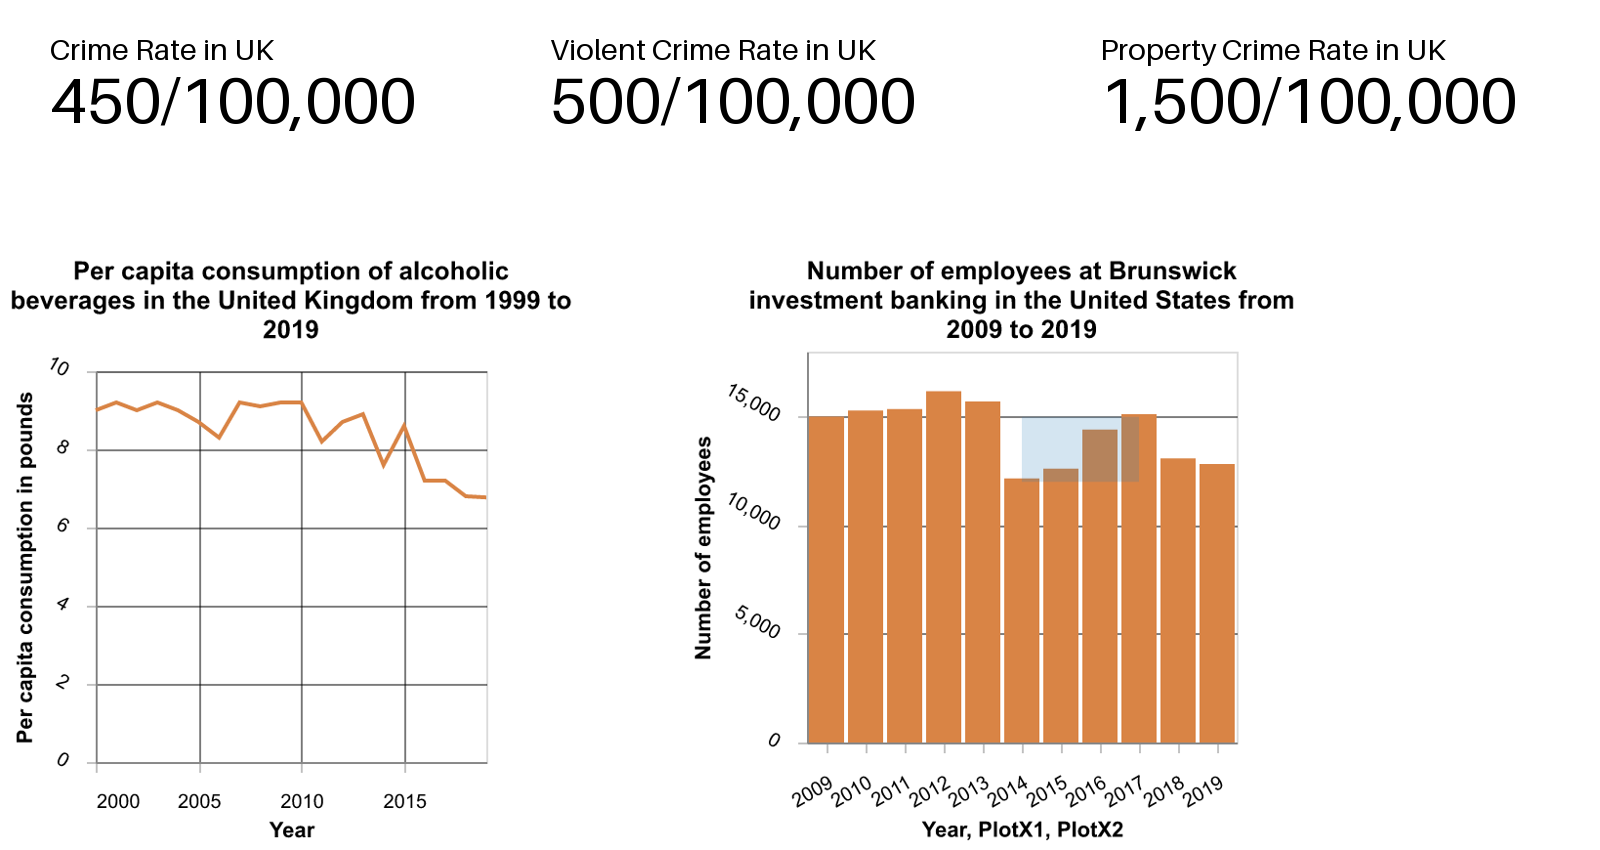 Crime Rate in UK
450/100,000
Violent Crime Rate in UK
500/100,000
Property Crime Rate in UK
1,500/100,000
Per capita consumption of alcoholic
beverages in the United Kingdom from 1999 to
2019
Per capita consumption in pounds
10
8
6
4
2
0
2000
2005
2010
2015
Year
Number of employees at Brunswick
investment banking in the United States from
2009 to 2019
Number of employees
15,000
10,000
5,000
0
2009
2010
2011
2012
2013
2014
2015
2016
2017
2018
2019
Year, PlotX1, PlotX2